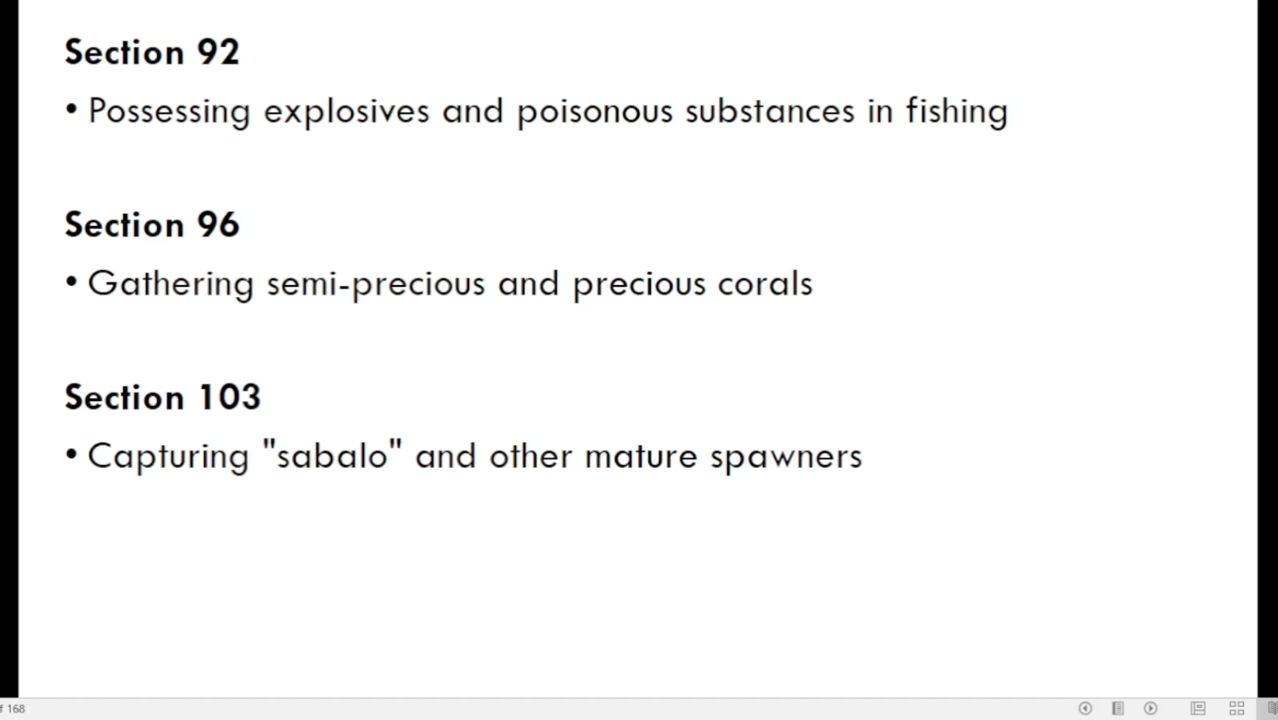 Section 92
• Possessing explosives and poisonous substances in fishing
Section 96
• Gathering semi-precious and precious corals
Section 103
• Capturing "sabalo" and other mature spawners
f 168